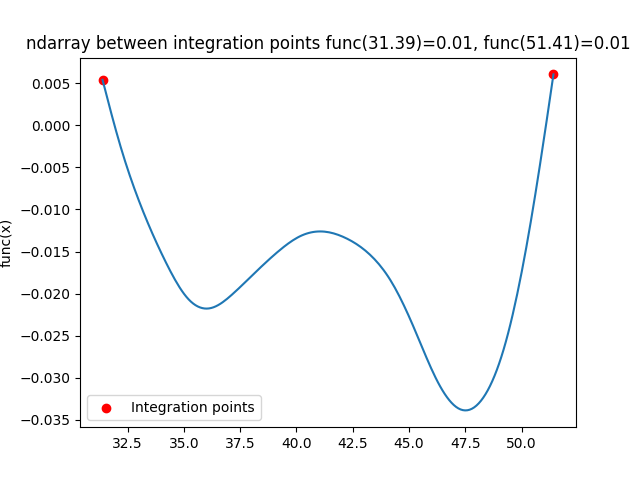 ndarray between integration points func(31.39)=0.01, func(51.41)=0.01
0.005
0.000
−0.005
−0.010
−0.015
−0.020
−0.025
−0.030
−0.035
func(x)
Integration points
32.5 35.0 37.5 40.0 42.5 45.0 47.5 50.0